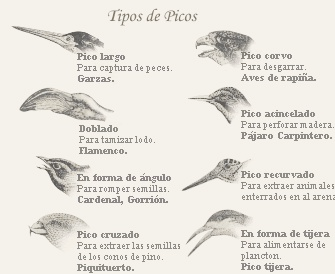 Tipos de Picos
Pico largo
Para captura de peces.
Garzas.
Pico corvo
Para desgarrar.
Aves de rapiña.
Doblado
Para tamizar lodo.
Flamenco.
Pico acincelado
Para perforar madera.
Pájaro Carpintero.
En forma de ángulo
Para romper semillas.
Cardenal, Gorrión.
Pico recurvado
Para extraer animales
enterrados en al arena
Pico cruzado
Para extraer las semillas
de los conos de pino.
Piquituerto.
En forma de tijera
Para alimentarse de
plancton.
Pico tijera.